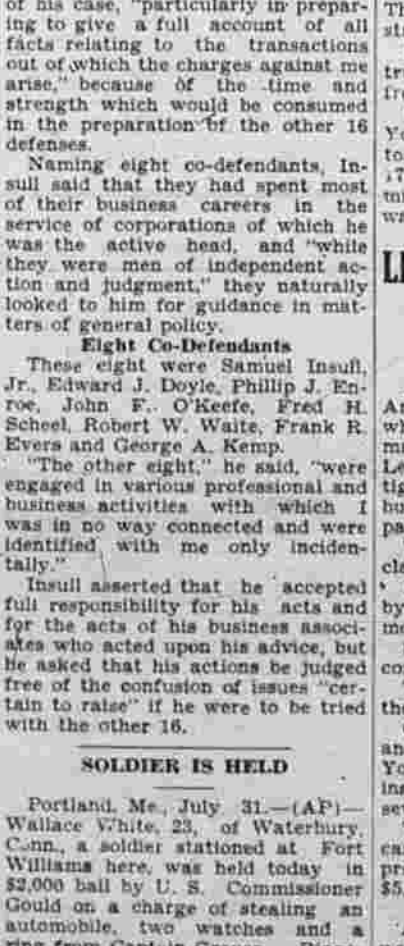 of his case, "particularly in prepar-
ing to give a full account of all
facts relating to the transactions
out of which the charges against me
arise," because of the time and
strength which would be consumed
in the preparation of the other 16
defenses.
Naming eight co-defendants, In-
sull said that they had spent most
of their business careers in the
service of corporations of which he
was the active head, and "while
they were men of independent ac-
tion and judgment," they naturally
looked to him for guidance in mat-
ters of general policy.
Eight Co-Defendants
These eight were Samuel Insull,
Jr., Edward J. Doyle, Phillip J. En-
roe, John F. O'Keefe, Fred H.
Scheel, Robert W. Waite, Frank R.
Evers and George A. Kemp.
"The other eight," he said, "were
engaged in various professional and
business activities with which I
was in no way connected and were
identified with me only inciden-
tally."
Insull asserted that he accepted
full responsibility for his acts and
for the acts of his business associ-
ates who acted upon his advice, but
he asked that his actions be judged
free of the confusion of issues "cer-
tain to raise" if he were to be tried
with the other 16.
SOLDIER IS HELD
Portland, Me., July 31.—(AP)—
Wallace White, 23, of Waterbury,
Conn., a soldier stationed at Fort
Williams here, was held today in
$2,000 bail by U. S. Commissioner
Gould on a charge of stealing an
automobile, two watches and a
ring from Captain